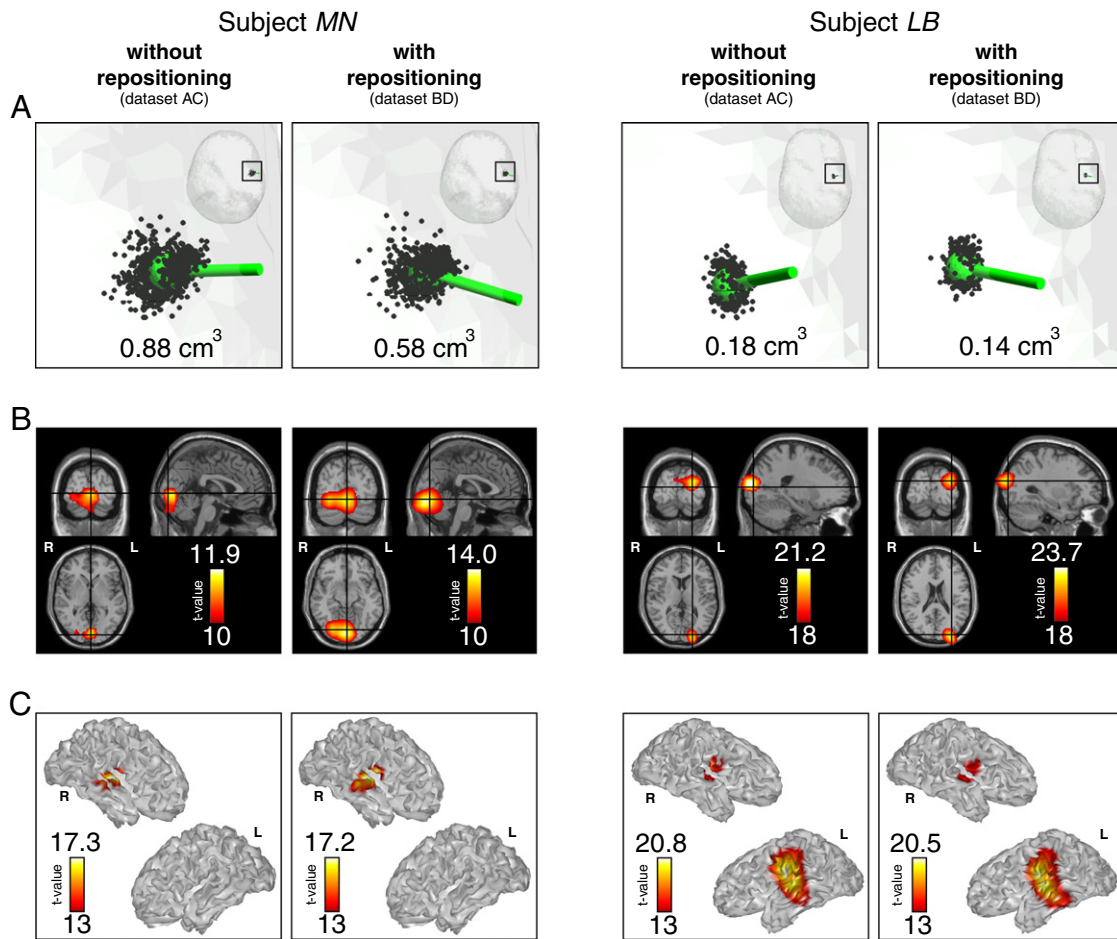 Subject MN
Subject LB
without
repositioning
(dataset AC)
with
repositioning
(dataset BD)
without
repositioning
(dataset AC)
with
repositioning
(dataset BD)
A
0.88 cm³
0.58 cm³
0.18 cm³
0.14 cm³
B
R L
11.9
t-value
10
14.0
t-value
10
R L
21.2
t-value
18
23.7
t-value
18
C
R
L
17.3
t-value
13
R
L
17.2
t-value
13
R
L
20.8
t-value
13
R
L
20.5
t-value
13